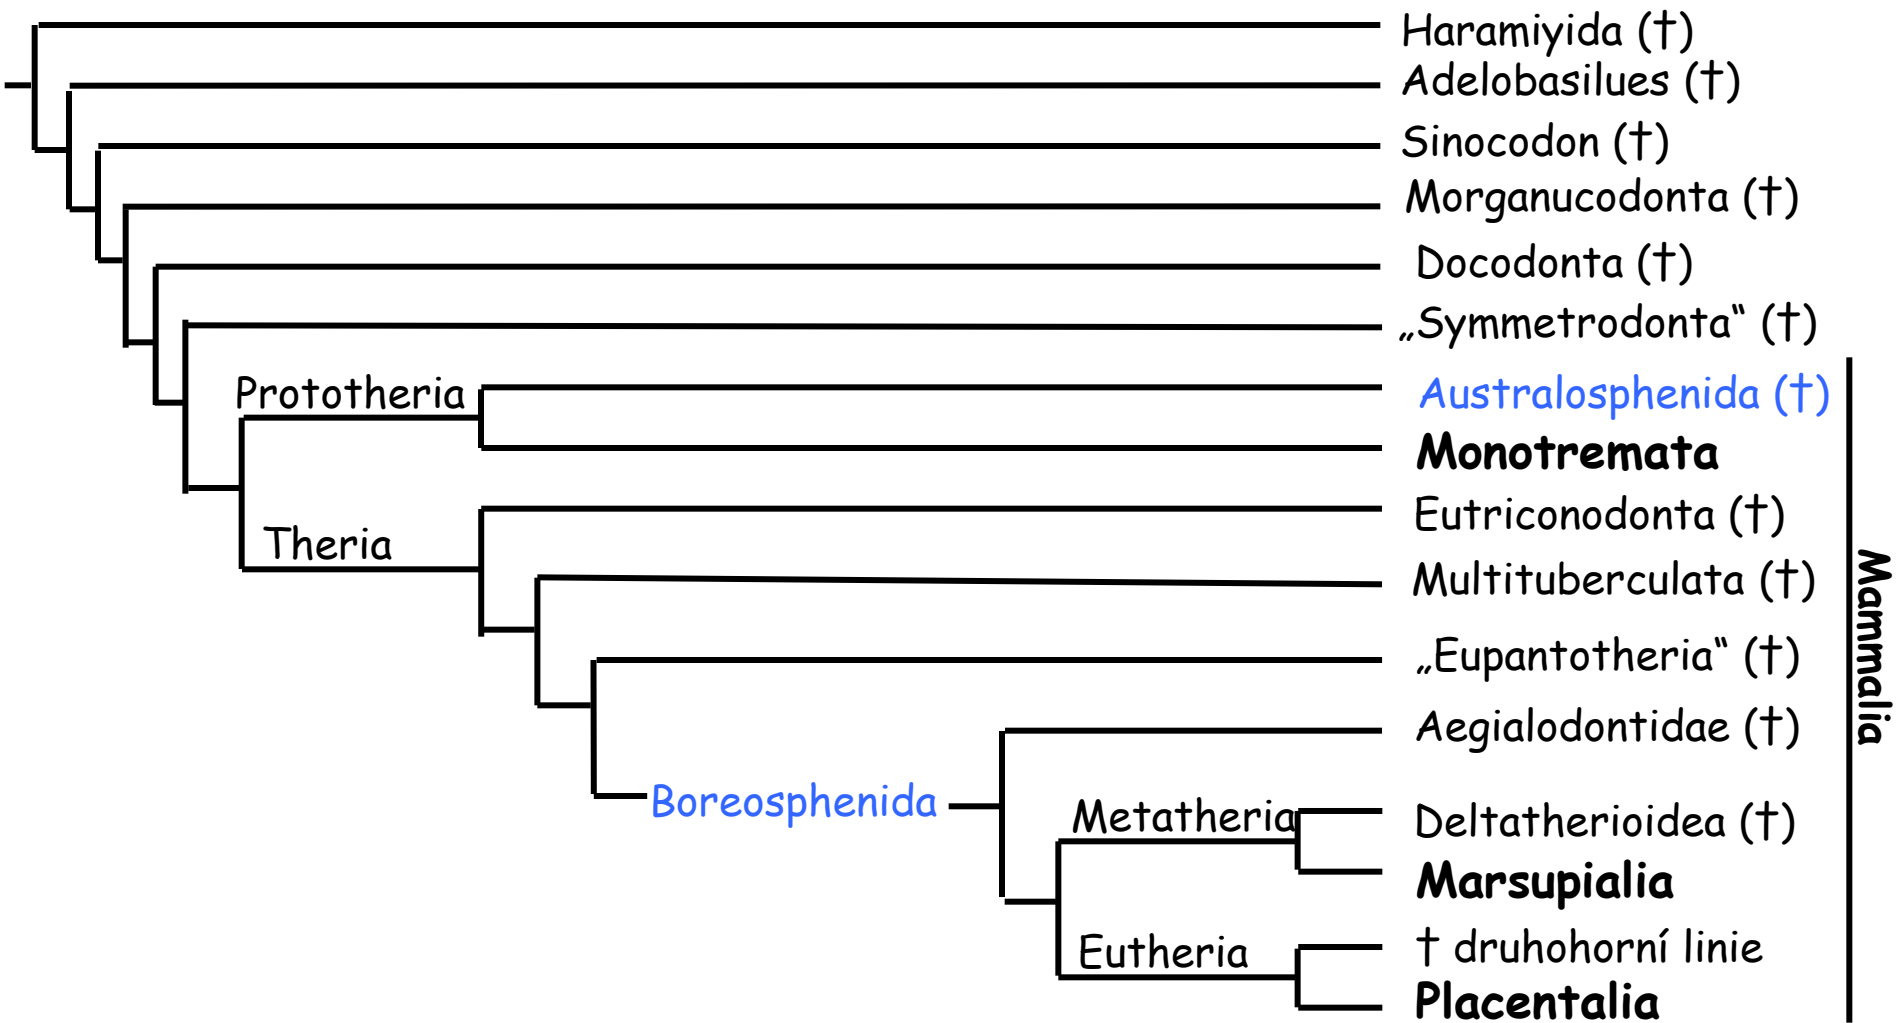 Haramiyida (†)
Adelobasilues (†)
Sinocodon (†)
Morganucodonta (†)
Docodonta (†)
„Symmetrodonta“ (†)
Prototheria
Australosphenida (†)
Monotremata
Theria
Eutriconodonta (†)
Multituberculata (†)
„Eupantotheria“ (†)
Aegialodontidae (†)
Boreosphenida
Metatheria
Deltatherioidea (†)
Marsupialia
Eutheria
† druhohorní linie
Placentalia
Mammalia